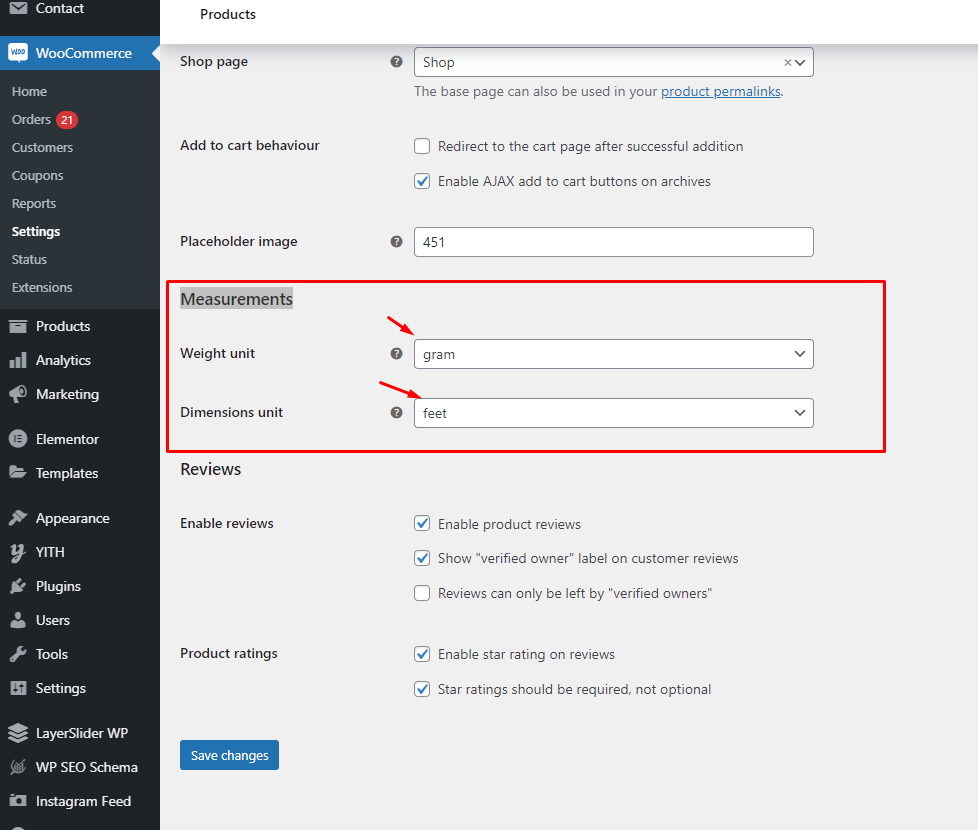 Contact
WooCommerce
Home
Orders 21
Customers
Coupons
Reports
Settings
Status
Extensions
Products
Analytics
Marketing
Elementor
Templates
Appearance
YITH
Plugins
Users
Tools
Settings
LayerSlider WP
WP SEO Schema
Instagram Feed
Products
Shop page
Shop
The base page can also be used in your product permalinks.
Add to cart behaviour
Redirect to the cart page after successful addition
Enable AJAX add to cart buttons on archives
Placeholder image
451
Measurements
Weight unit
gram
Dimensions unit
feet
Reviews
Enable reviews
Enable product reviews
Show "verified owner" label on customer reviews
Reviews can only be left by "verified owners"
Product ratings
Enable star rating on reviews
Star ratings should be required, not optional
Save changes